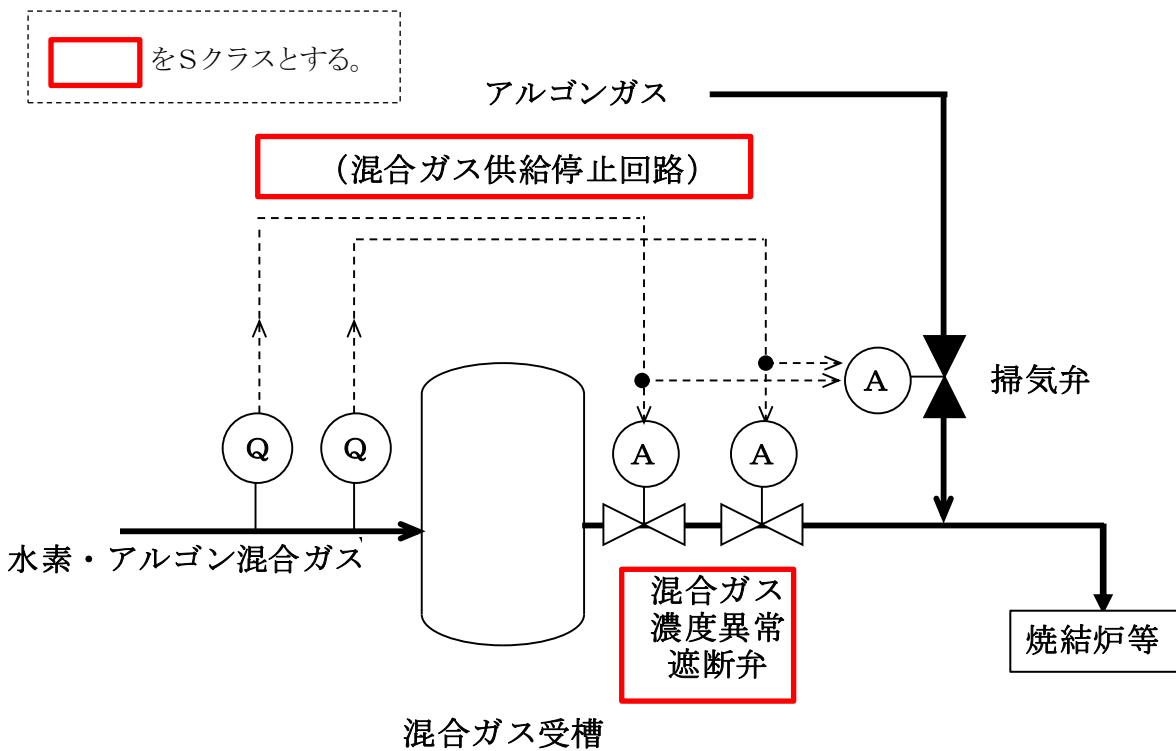 をSクラスとする。
アルゴンガス
(混合ガス供給停止回路)
掃気弁
A
Q
Q
A
A
水素・アルゴン混合ガス
混合ガス
濃度異常
遮断弁
焼結炉等
混合ガス受槽